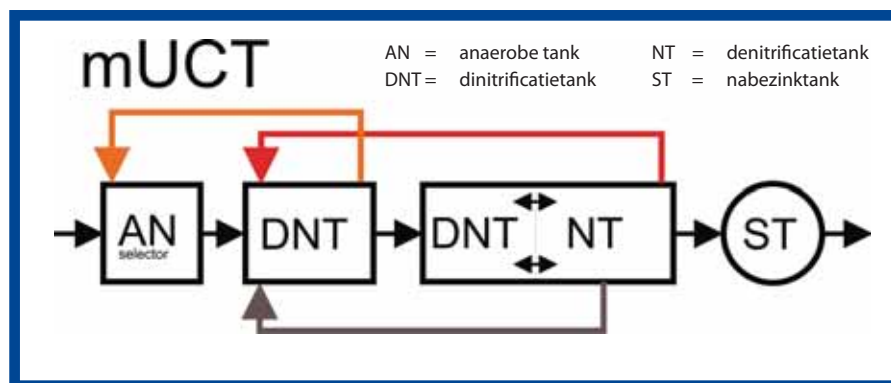 mUCT
AN = anaerobe tank NT = denitrificatietank
DNT = dinitrificatietank ST = nabezinktank
AN
selector
DNT
DNT
NT
ST